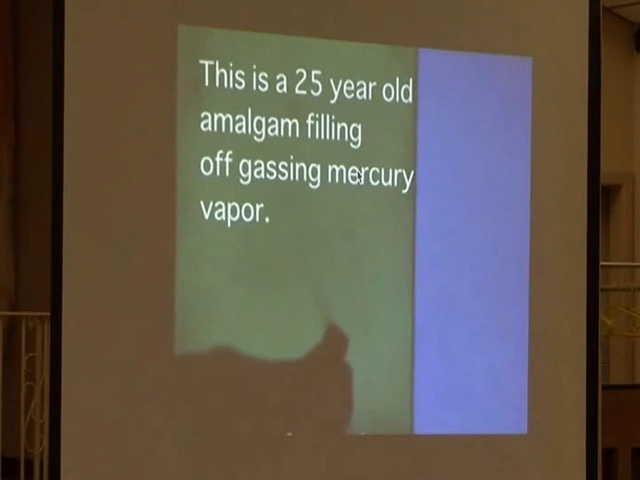 This is a 25 year old
amalgam filling
off gassing mercury
vapor.